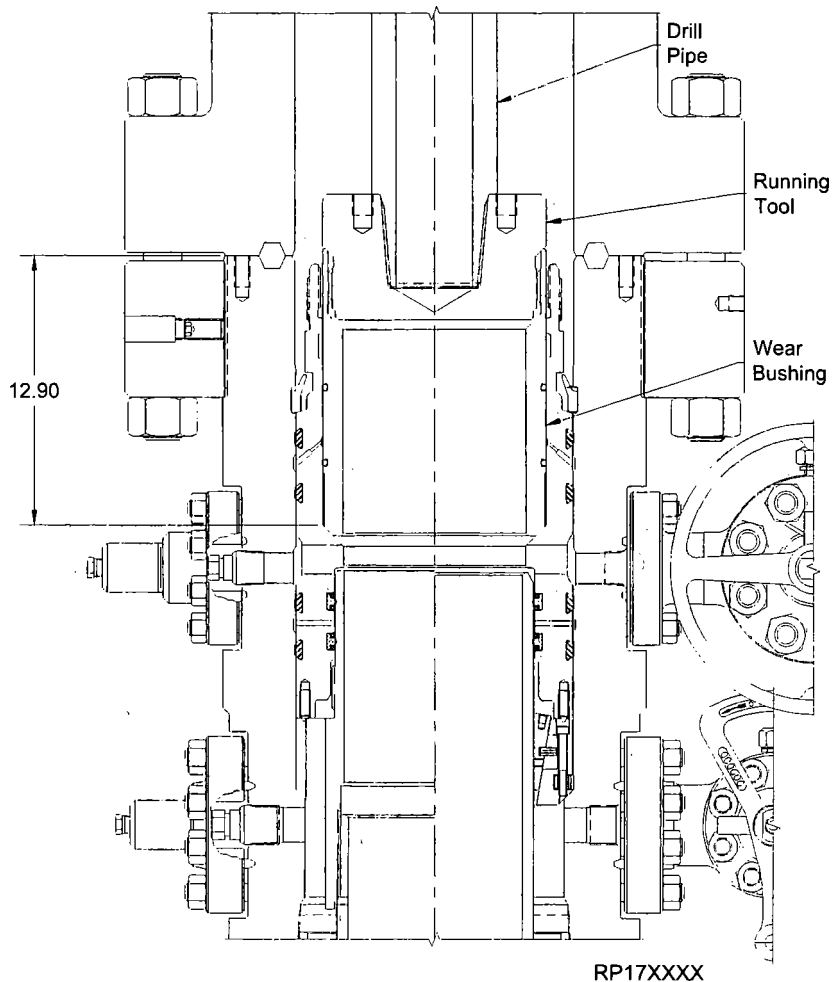 Drill
Pipe
Running
Tool
12.90
Wear
Bushing
RP17XXXX